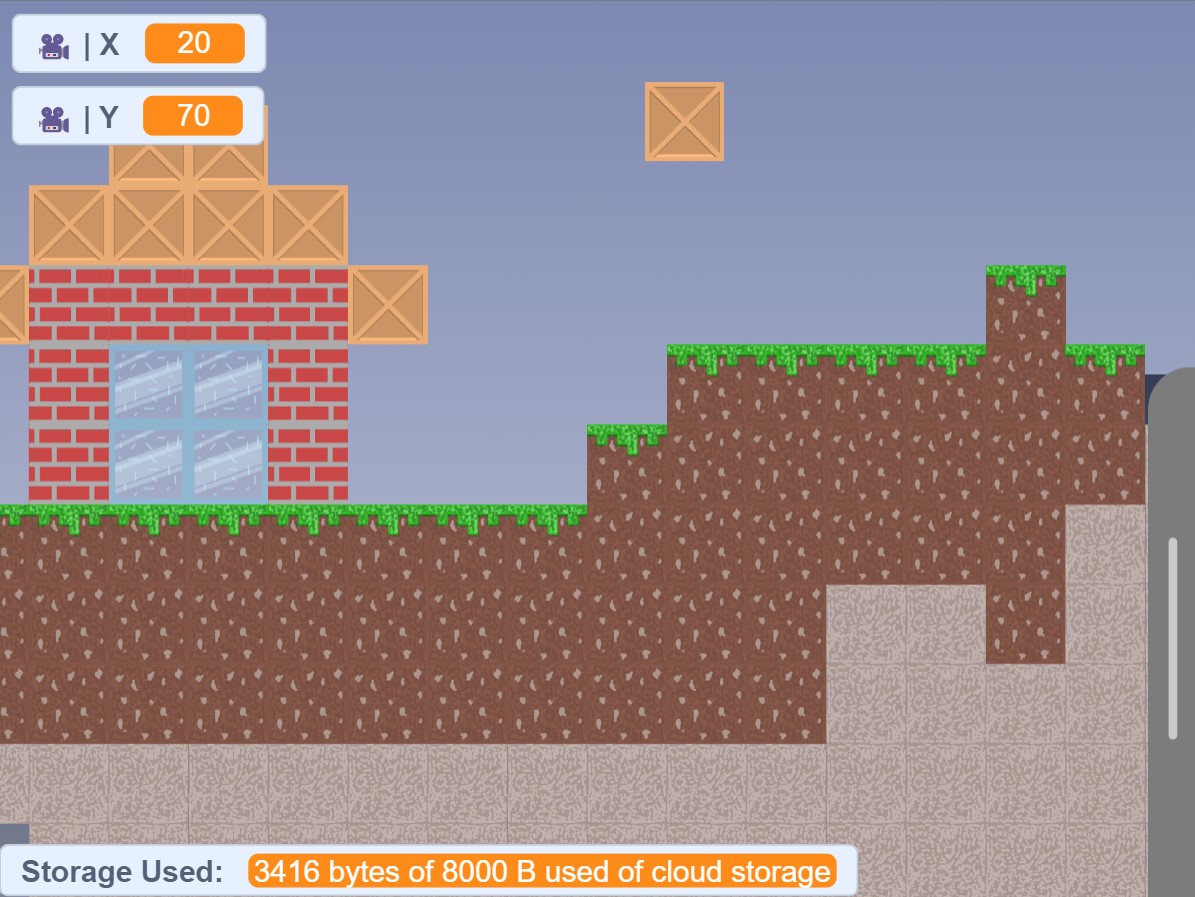 🎥 | X 20
🎥 | Y 70
Storage Used: 3416 bytes of 8000 B used of cloud storage